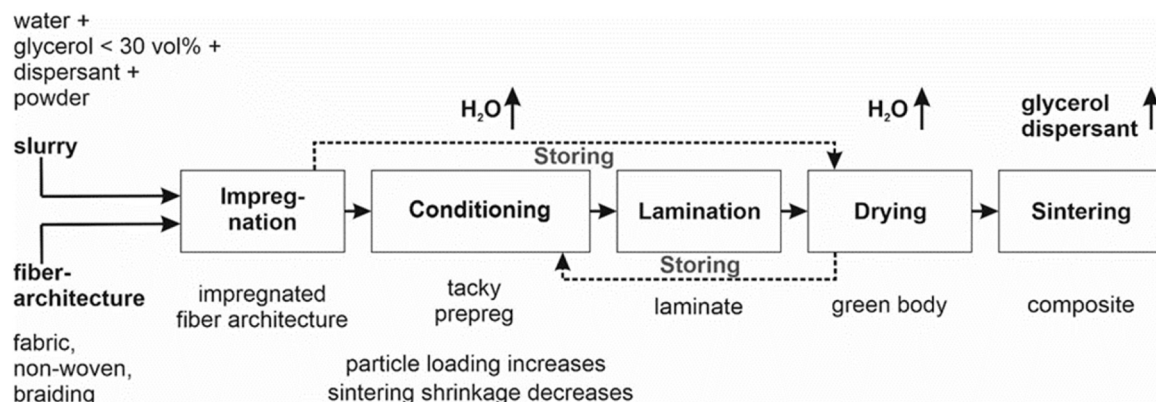 water +
glycerol < 30 vol% +
dispersant +
powder
slurry
fiber-
architecture
fabric,
non-woven,
braiding
Impreg-
nation
impregnated
fiber architecture
H₂O
Storing
Conditioning
tacky
prepreg
particle loading increases
sintering shrinkage decreases
Lamination
Storing
laminate
H₂O
Drying
green body
glycerol
dispersant
Sintering
composite